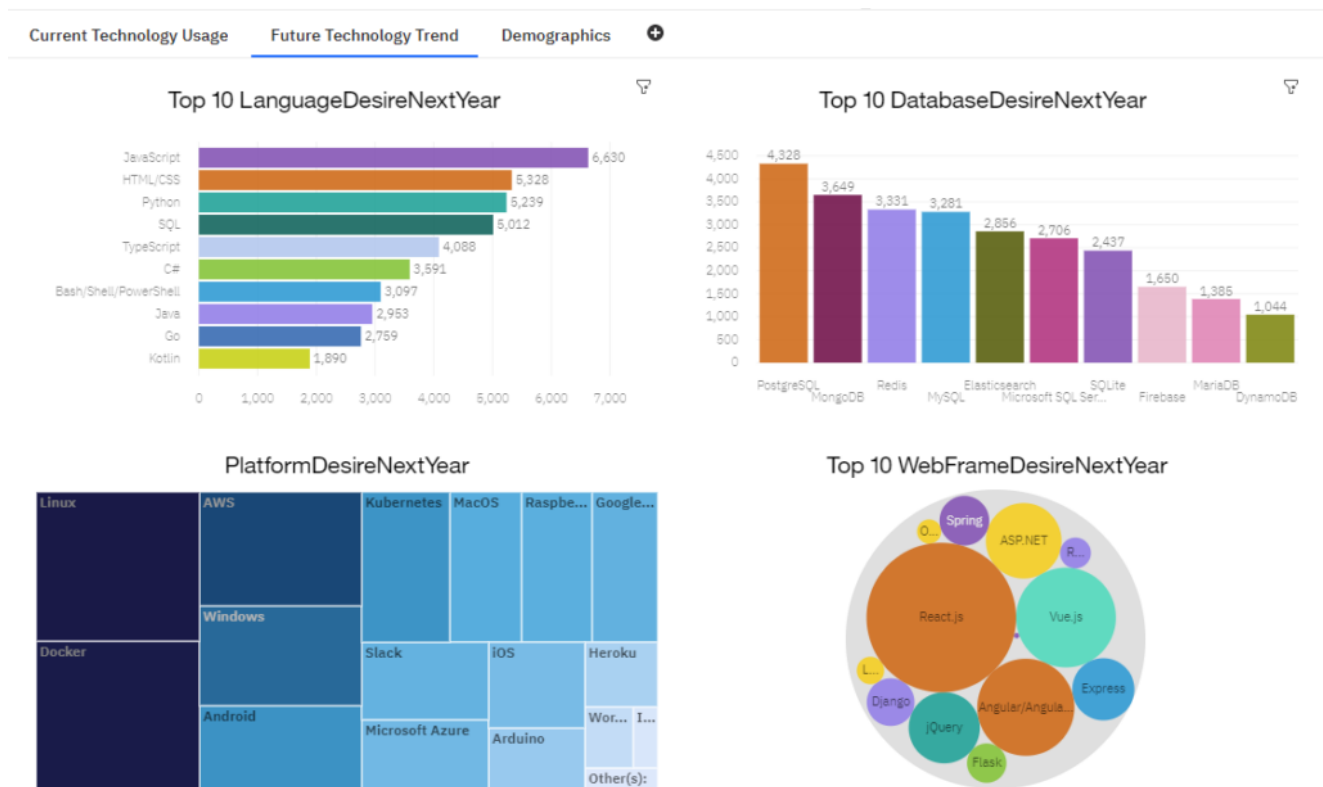 Current Technology Usage Future Technology Trend Demographics
Top 10 LanguageDesireNextYear
JavaScript 6,630
HTML/CSS 5,328
Python 5,239
SQL 5,012
TypeScript 4,088
C# 3,591
Bash/Shell/PowerShell 3,097
Java 2,953
Go 2,759
Kotlin 1,890
0 1,000 2,000 3,000 4,000 5,000 6,000 7,000
Top 10 DatabaseDesireNextYear
4,500
4,000
3,500
3,000
2,500
2,000
1,500
1,000
500
0
4,328
3,649
3,331
3,281
2,856
2,706
2,437
1,650
1,385
1,044
PostgreSQL Redis Elasticsearch SQLite MariaDB
MongoDB MySQL Microsoft SQL Ser... Firebase DynamoDB
PlatformDesireNextYear
Linux AWS Kubernetes MacOS Raspbe... Google...
Windows
Docker Slack iOS Heroku
Android Wor... I...
Microsoft Azure Arduino
Other(s):
Top 10 WebFrameDesireNextYear
Spring
O...
ASP.NET
R...
React.js Vue.js
L...
Django Angular/Angula... Express
jQuery
Flask